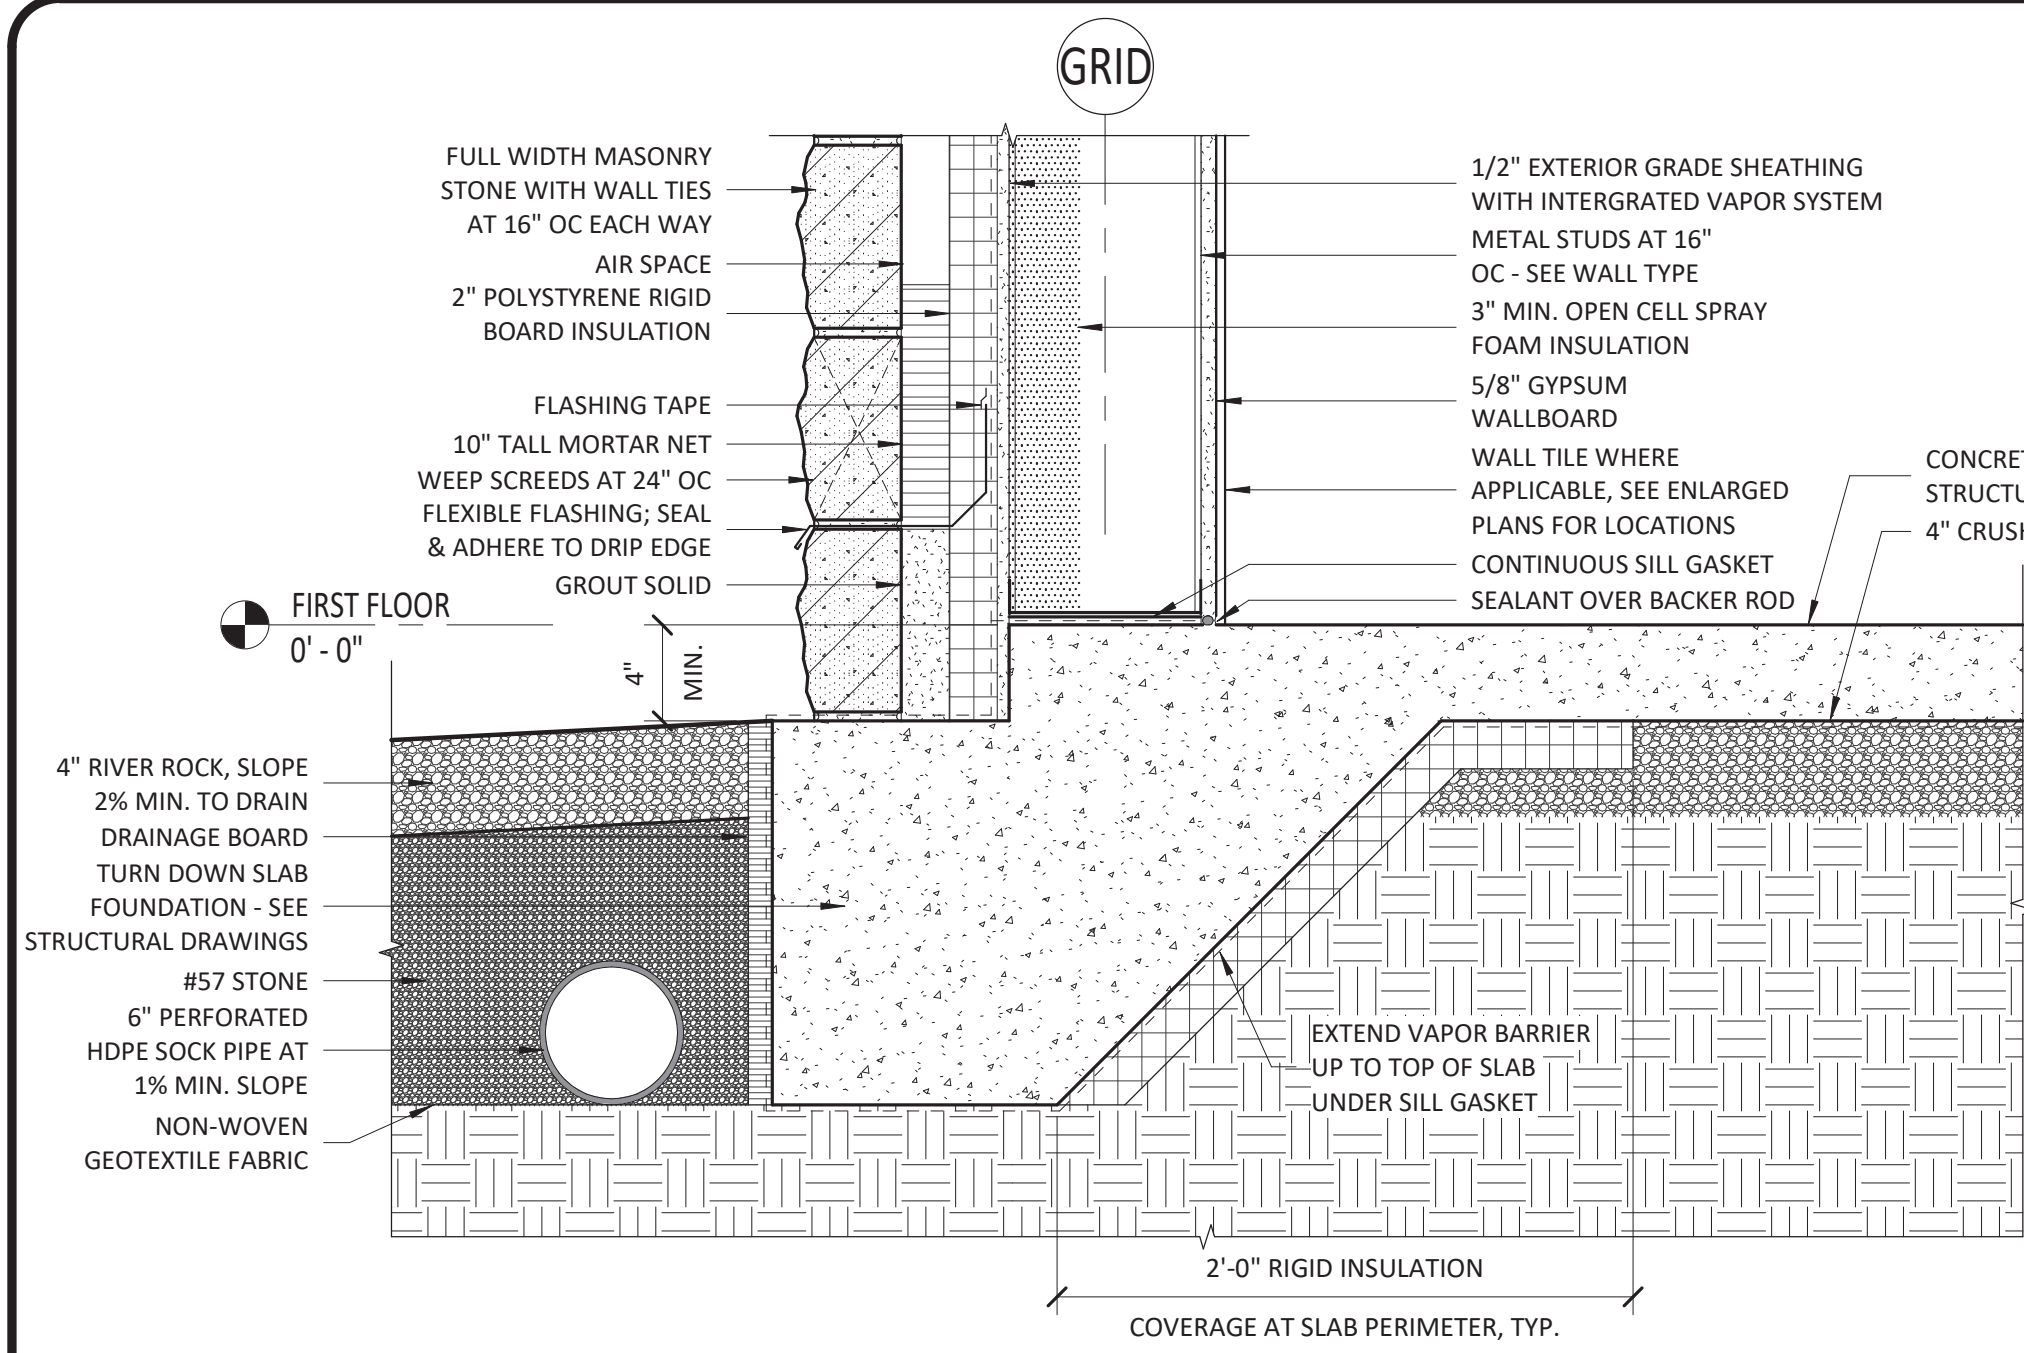 GRID
FULL WIDTH MASONRY
STONE WITH WALL TIES
AT 16" OC EACH WAY
AIR SPACE
2" POLYSTYRENE RIGID
BOARD INSULATION
FLASHING TAPE
10" TALL MORTAR NET
WEEP SCREEDS AT 24" OC
FLEXIBLE FLASHING; SEAL
& ADHERE TO DRIP EDGE
GROUT SOLID
FIRST FLOOR
0' - 0"
4"
MIN.
4" RIVER ROCK, SLOPE
2% MIN. TO DRAIN
DRAINAGE BOARD
TURN DOWN SLAB
FOUNDATION - SEE
STRUCTURAL DRAWINGS
#57 STONE
6" PERFORATED
HDPE SOCK PIPE AT
1% MIN. SLOPE
NON-WOVEN
GEOTEXTILE FABRIC
1/2" EXTERIOR GRADE SHEATHING
WITH INTERGRATED VAPOR SYSTEM
METAL STUDS AT 16"
OC - SEE WALL TYPE
3" MIN. OPEN CELL SPRAY
FOAM INSULATION
5/8" GYPSUM
WALLBOARD
WALL TILE WHERE
APPLICABLE, SEE ENLARGED
PLANS FOR LOCATIONS
CONTINUOUS SILL GASKET
SEALANT OVER BACKER ROD
CONCRET
STRUCTU
4" CRUSH
EXTEND VAPOR BARRIER
UP TO TOP OF SLAB
UNDER SILL GASKET
2'-0" RIGID INSULATION
COVERAGE AT SLAB PERIMETER, TYP.